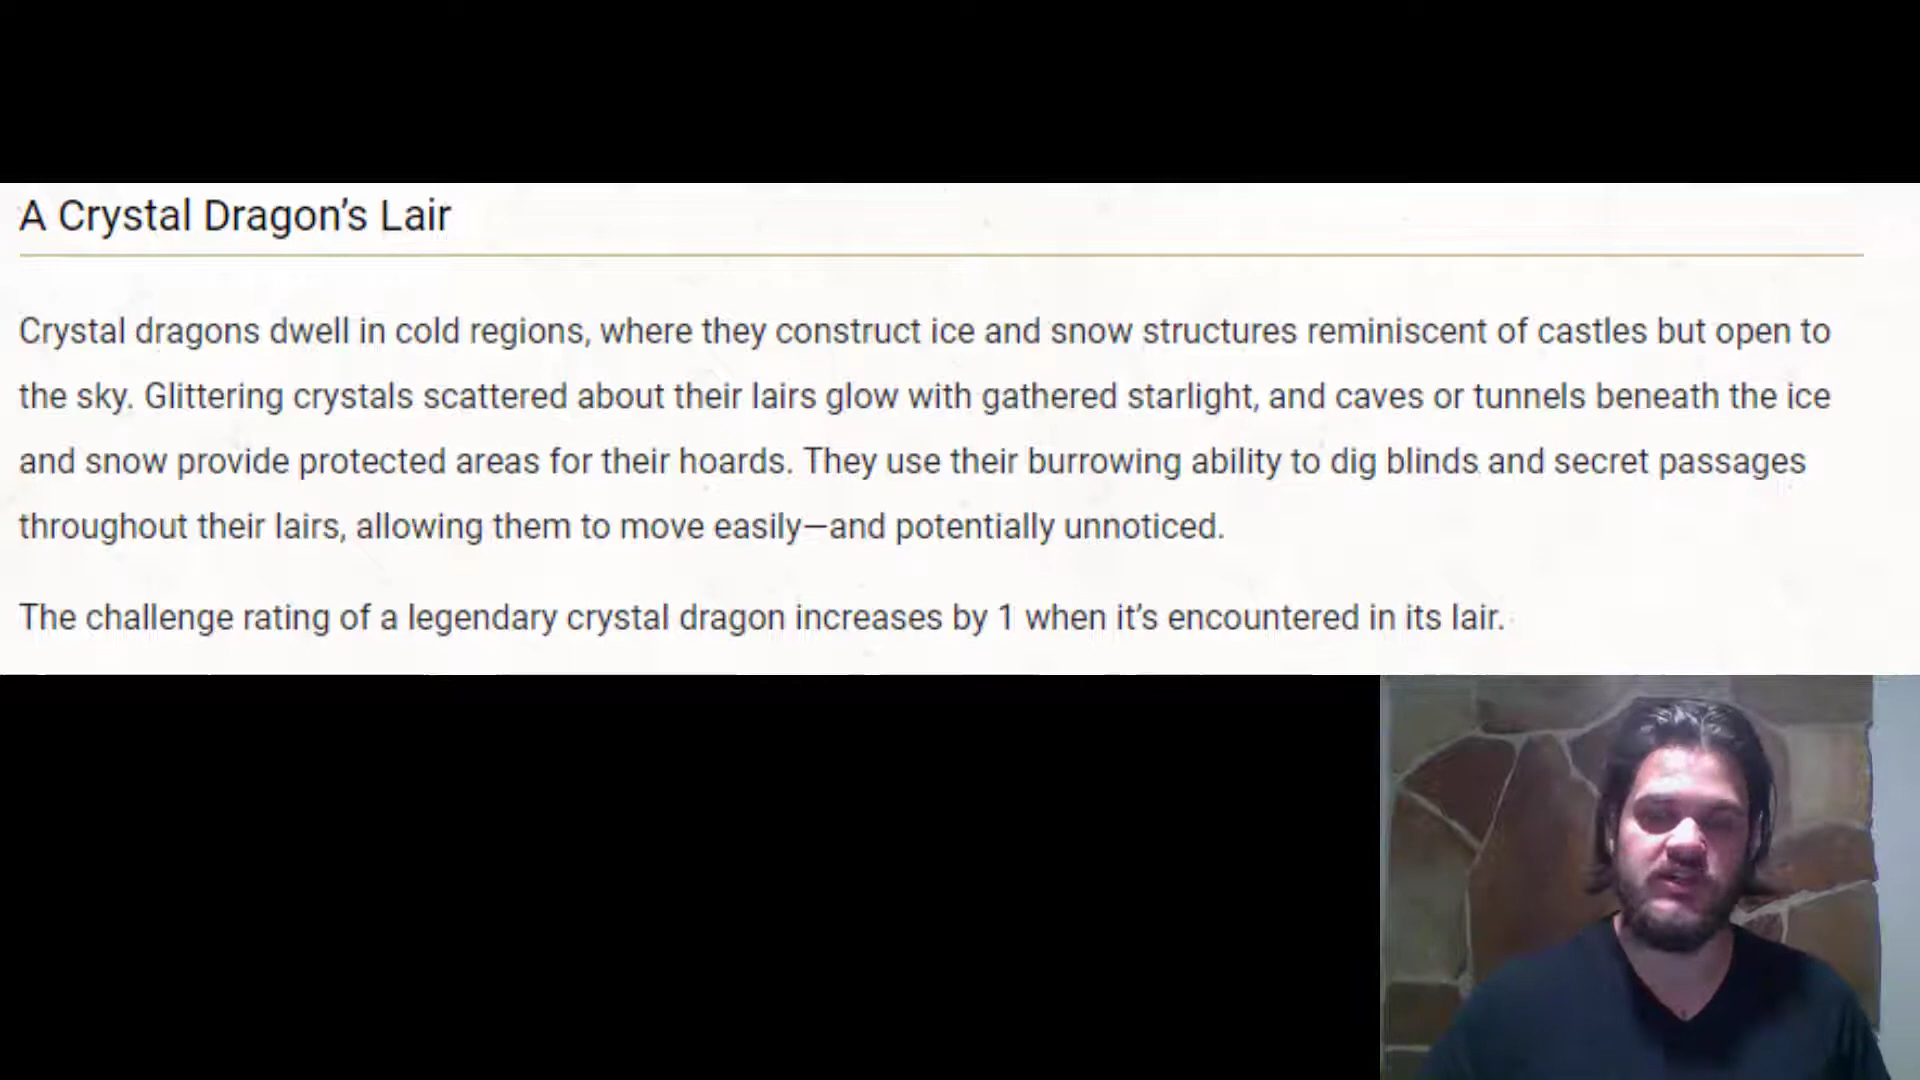 A Crystal Dragon’s Lair
Crystal dragons dwell in cold regions, where they construct ice and snow structures reminiscent of castles but open to
the sky. Glittering crystals scattered about their lairs glow with gathered starlight, and caves or tunnels beneath the ice
and snow provide protected areas for their hoards. They use their burrowing ability to dig blinds and secret passages
throughout their lairs, allowing them to move easily—and potentially unnoticed.
The challenge rating of a legendary crystal dragon increases by 1 when it’s encountered in its lair.